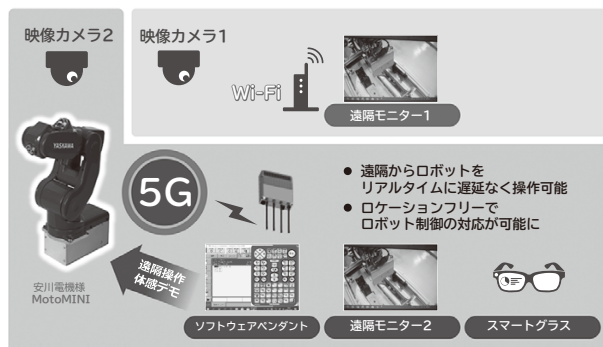 映像カメラ2
映像カメラ1
Wi-Fi
遠隔モニター1
YASKAWA
5G
● 遠隔からロボットを
リアルタイムに遅延なく操作可能
● ロケーションフリーで
ロボット制御の対応が可能に
遠隔操作
体感デモ
安川電機様
MotoMINI
ソフトウェアペンダント
遠隔モニター2
スマートグラス